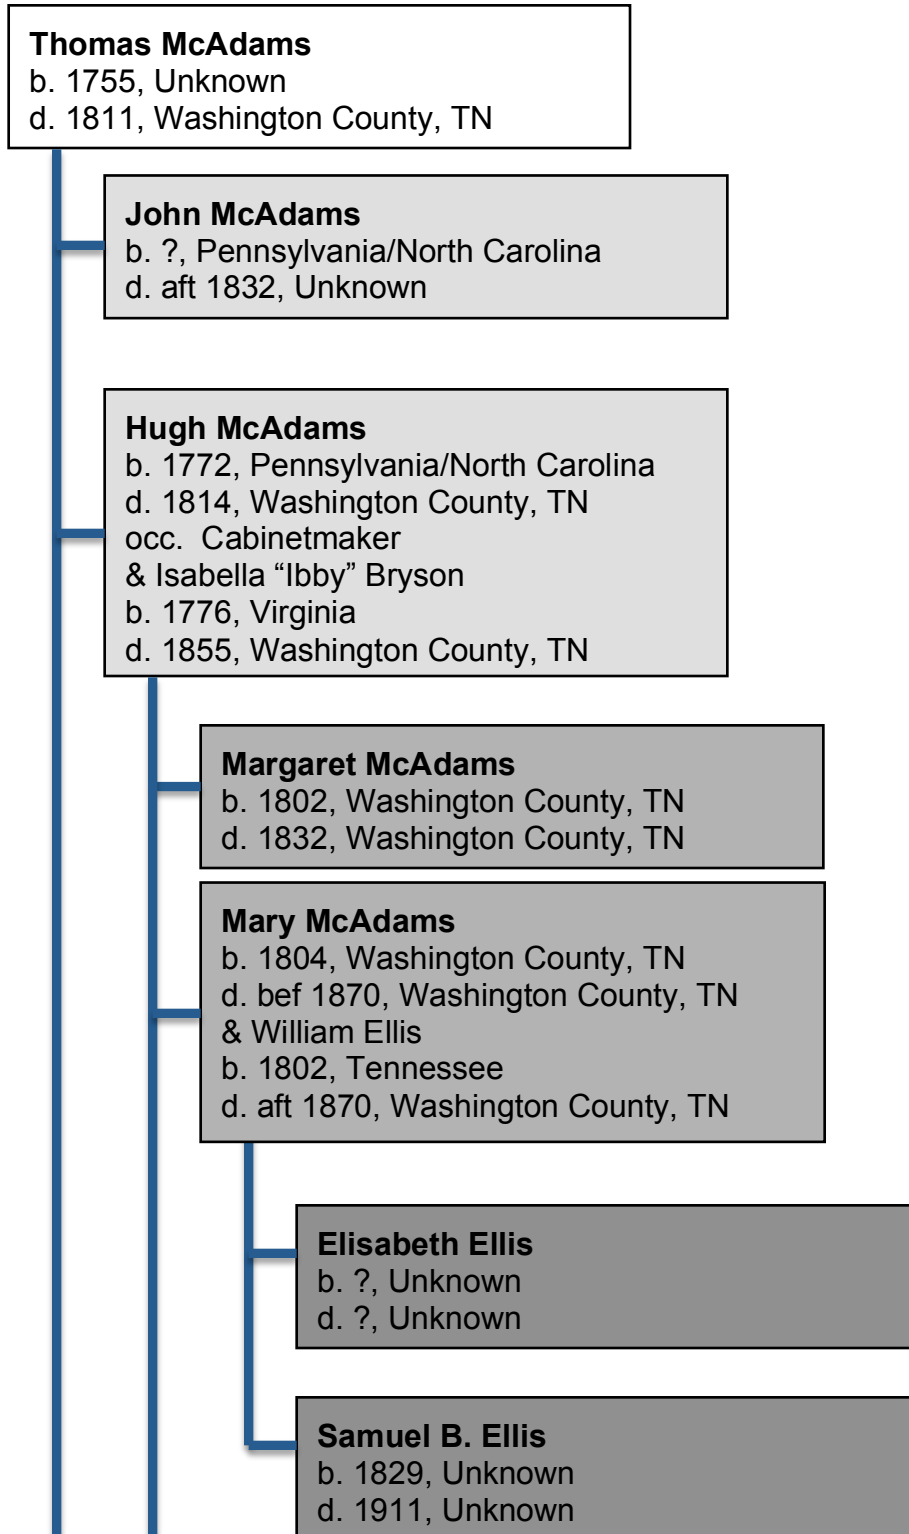 Thomas McAdams
b. 1755, Unknown
d. 1811, Washington County, TN
John McAdams
b. ?, Pennsylvania/North Carolina
d. aft 1832, Unknown
Hugh McAdams
b. 1772, Pennsylvania/North Carolina
d. 1814, Washington County, TN
occ.  Cabinetmaker
& Isabella “Ibby” Bryson
b. 1776, Virginia
d. 1855, Washington County, TN
Margaret McAdams
b. 1802, Washington County, TN
d. 1832, Washington County, TN
Mary McAdams
b. 1804, Washington County, TN
d. bef 1870, Washington County, TN
& William Ellis
b. 1802, Tennessee
d. aft 1870, Washington County, TN
Elisabeth Ellis
b. ?, Unknown
d. ?, Unknown
Samuel B. Ellis
b. 1829, Unknown
d. 1911, Unknown